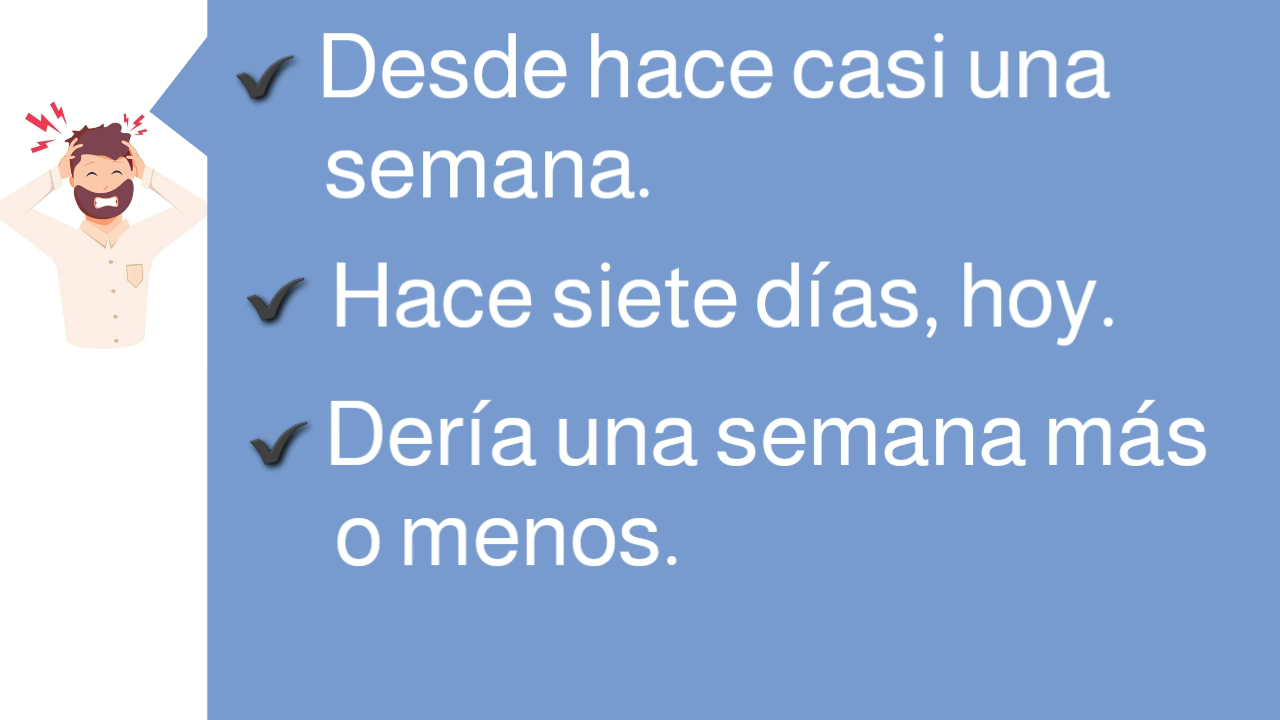 Desde hace casi una
semana.
Hace siete días, hoy.
Dería una semana más
o menos.